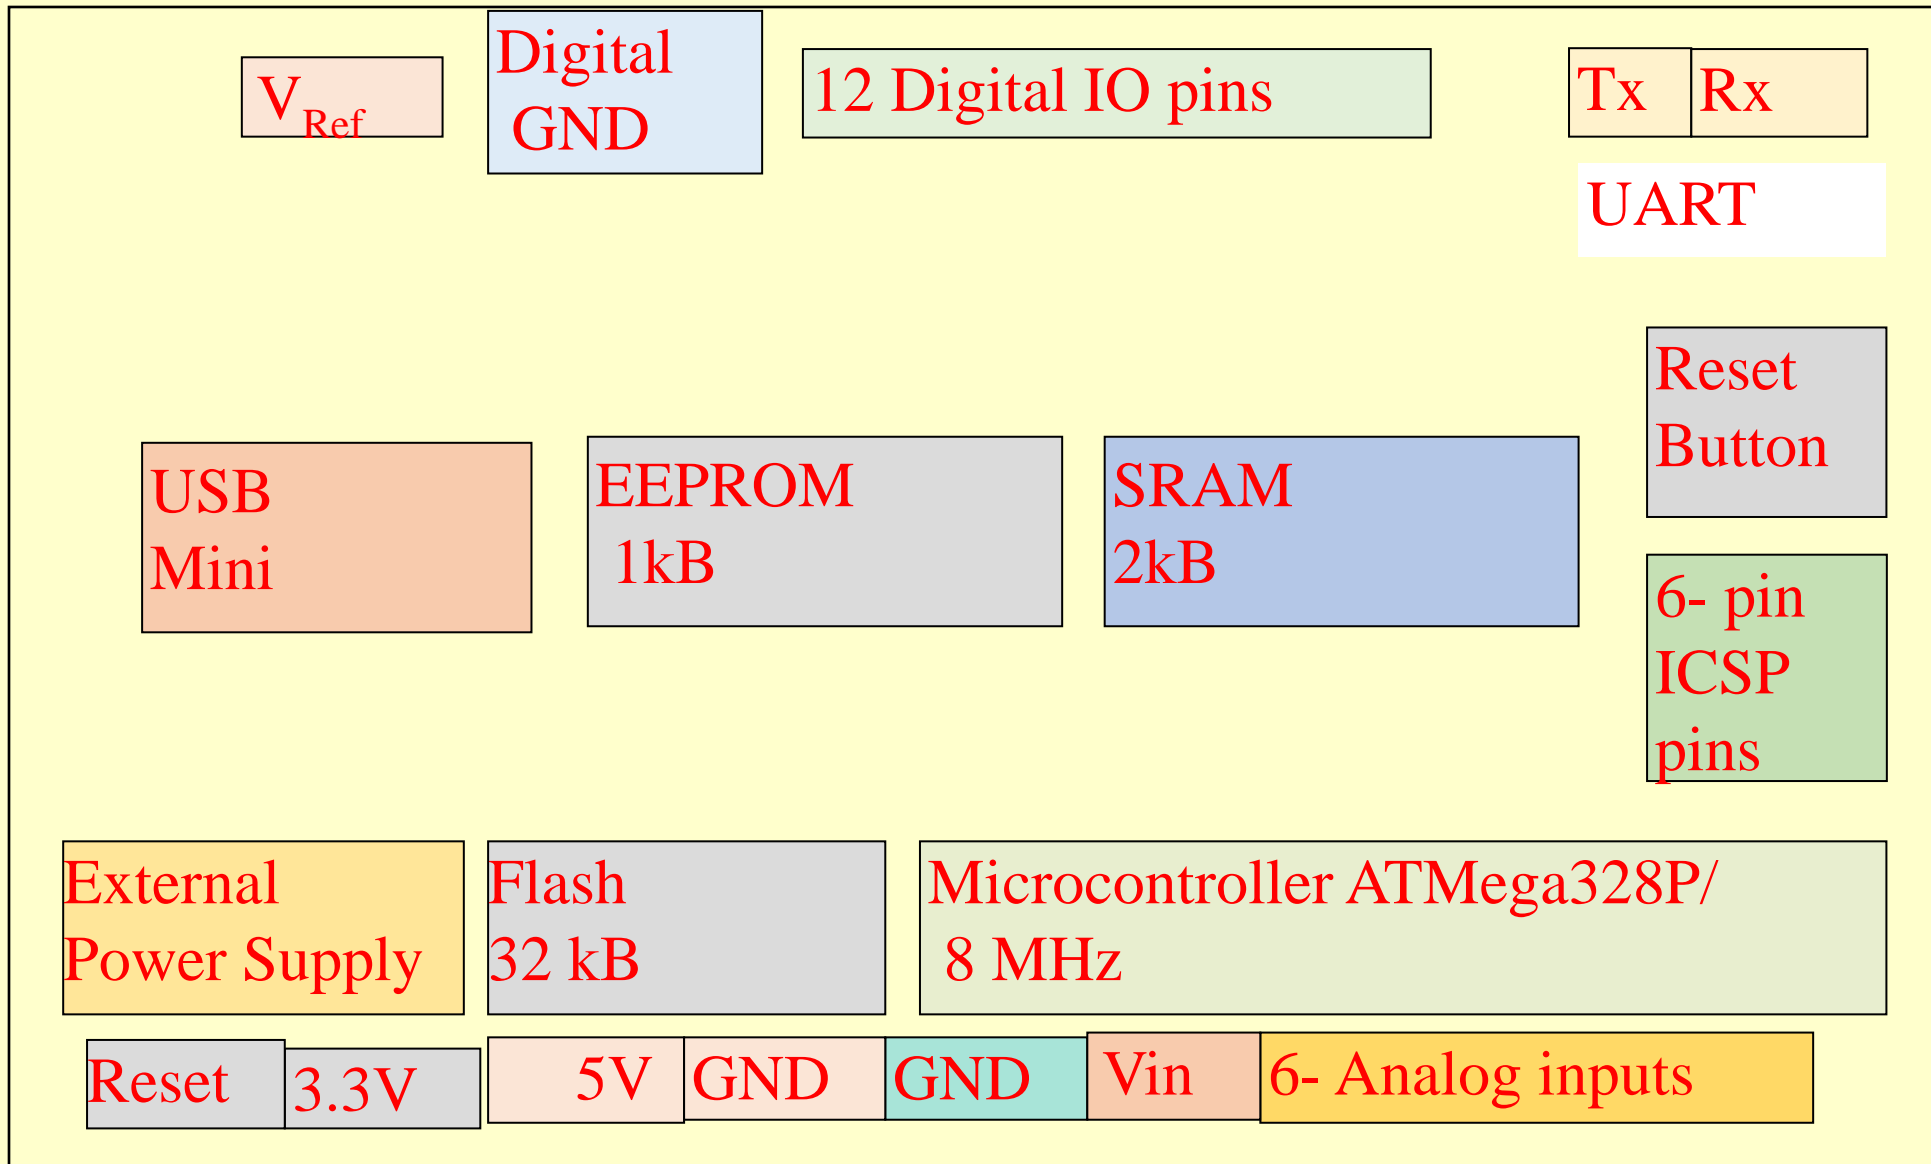 V_Ref
Digital
GND
12 Digital IO pins
Tx
Rx
UART
Reset
Button
USB
Mini
EEPROM
1kB
SRAM
2kB
6- pin
ICSP
pins
External
Power Supply
Flash
32 kB
Microcontroller ATMega328P/
8 MHz
Reset
3.3V
5V
GND
GND
Vin
6- Analog inputs